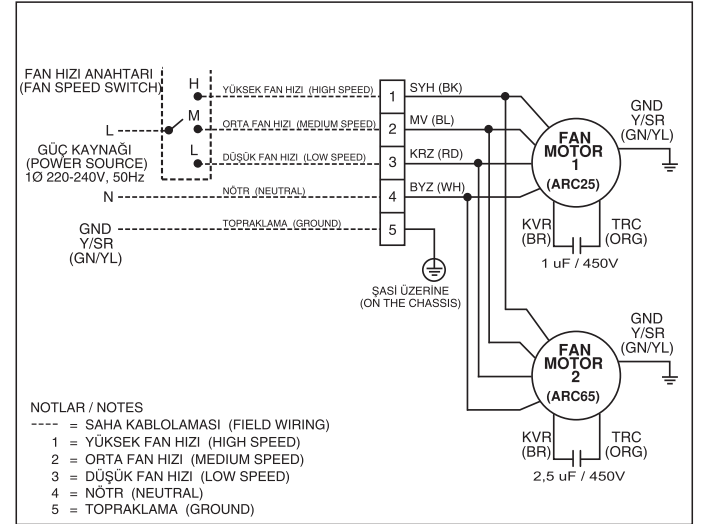 FAN HIZI ANAHTARI
(FAN SPEED SWITCH)
H
M
L
L
GÜÇ KAYNAĞI
(POWER SOURCE)
1Ø 220-240V, 50Hz
N
GND
Y/SR
(GN/YL)
YÜKSEK FAN HIZI (HIGH SPEED)
ORTA FAN HIZI (MEDIUM SPEED)
DÜŞÜK FAN HIZI (LOW SPEED)
NÖTR (NEUTRAL)
TOPRAKLAMA (GROUND)
1
2
3
4
5
SYH (BK)
MV (BL)
KRZ (RD)
BYZ (WH)
ŞASİ ÜZERİNE
(ON THE CHASSIS)
FAN
MOTOR
1
(ARC25)
GND
Y/SR
(GN/YL)
KVR
(BR)
TRC
(ORG)
1 uF / 450V
FAN
MOTOR
2
(ARC65)
GND
Y/SR
(GN/YL)
KVR
(BR)
TRC
(ORG)
2,5 uF / 450V
NOTLAR / NOTES
---- = SAHA KABLOLAMASI (FIELD WIRING)
1 = YÜKSEK FAN HIZI (HIGH SPEED)
2 = ORTA FAN HIZI (MEDIUM SPEED)
3 = DÜŞÜK FAN HIZI (LOW SPEED)
4 = NÖTR (NEUTRAL)
5 = TOPRAKLAMA (GROUND)